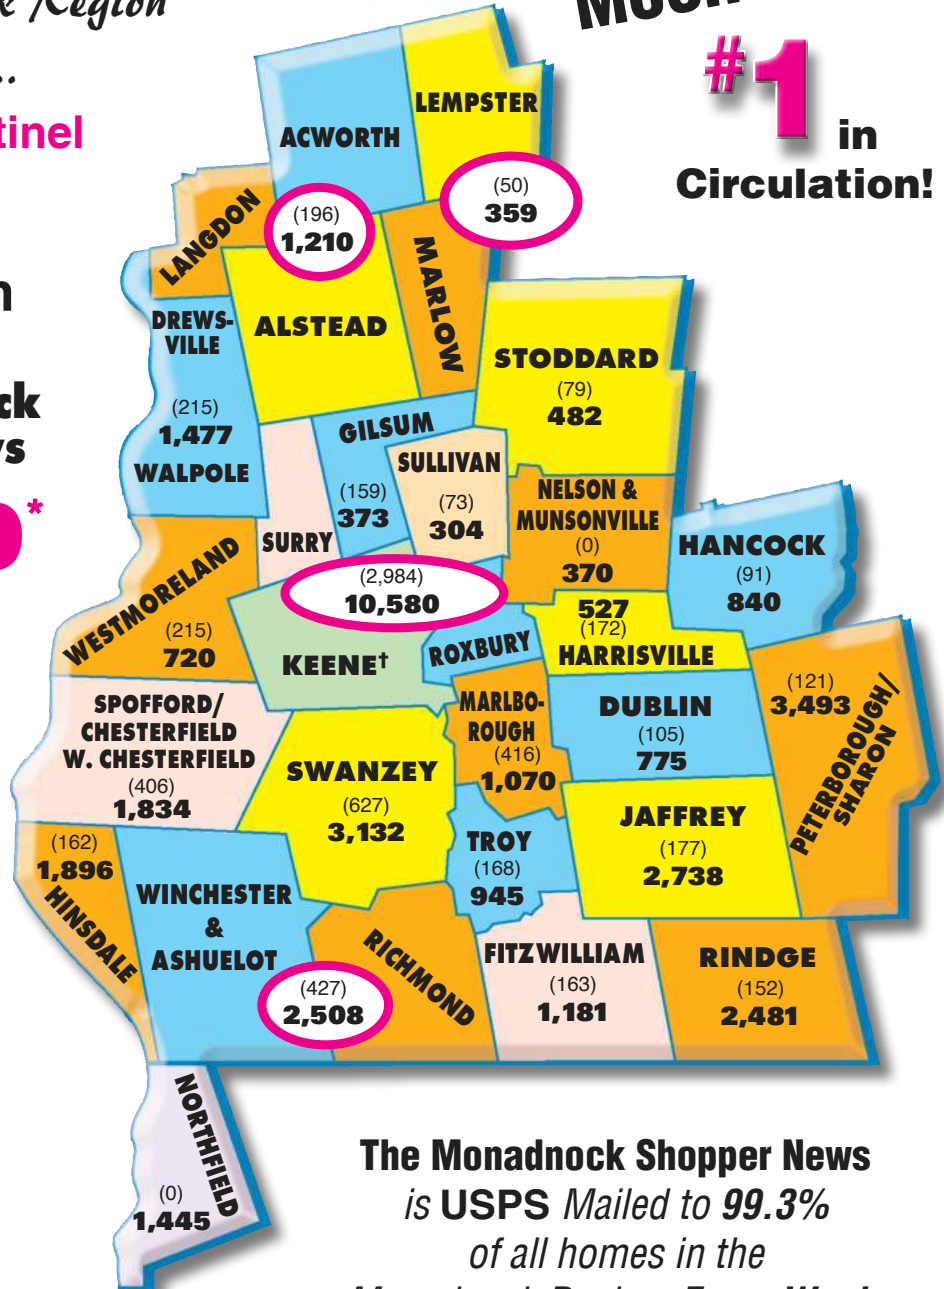 Region
MUCH
..
tinel
#1 in
Circulation!
LEMPSTER
ACWORTH
(50)
359
(196)
1,210
LANGDON
MARLOW
DREWS-
VILLE
ALSTEAD
STODDARD
(79)
482
(215)
1,477
WALPOLE
GILSUM
(159)
373
SULLIVAN
(73)
304
ck
vs
*
SURRY
NELSON &
MUNSONVILLE
(0)
370
HANCOCK
(91)
840
WESTMORELAND
(215)
720
(2,984)
10,580
KEENE†
ROXBURY
527
(172)
HARRISVILLE
(121)
3,493
PETERBOROUGH/
SHARON
SPOFFORD/
CHESTERFIELD
W. CHESTERFIELD
(406)
1,834
SWANZEY
(627)
3,132
MARLBO-
ROUGH
(416)
1,070
DUBLIN
(105)
775
JAFFREY
(177)
2,738
TROY
(168)
945
(162)
1,896
HINSDALE
WINCHESTER
&
ASHUELOT
(427)
2,508
RICHMOND
FITZWILLIAM
(163)
1,181
RINDGE
(152)
2,481
NORTHFIELD
(0)
1,445
The Monadnock Shopper News
is USPS Mailed to 99.3%
of all homes in the